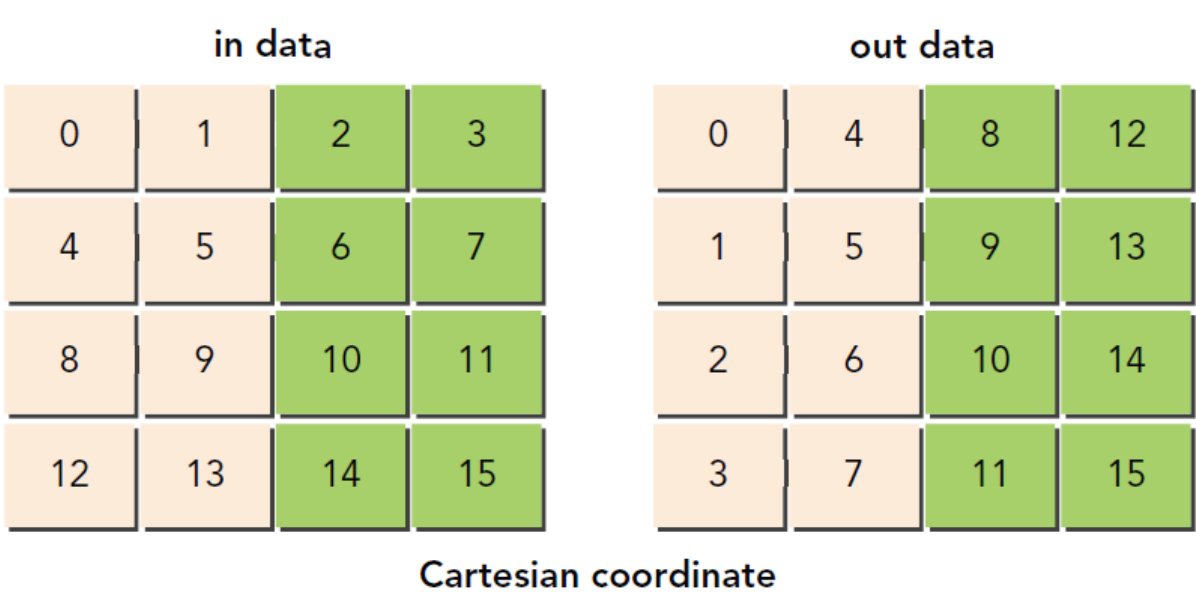 in data out data
0 1 2 3 0 4 8 12
4 5 6 7 1 5 9 13
8 9 10 11 2 6 10 14
12 13 14 15 3 7 11 15
Cartesian coordinate